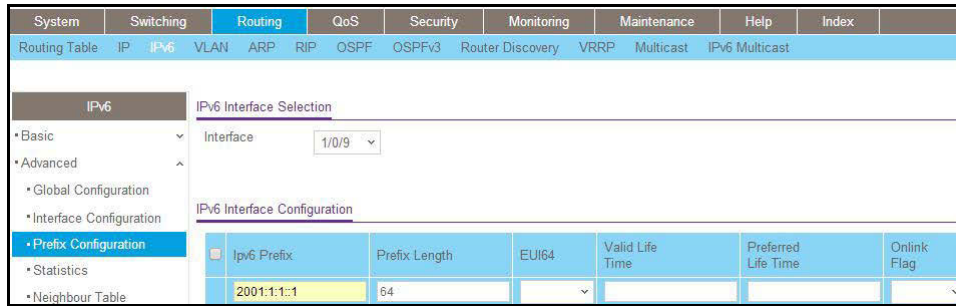 System Switching Routing QoS Security Monitoring Maintenance Help Index
Routing Table IP IPv6 VLAN ARP RIP OSPF OSPFv3 Router Discovery VRRP Multicast IPv6 Multicast
IPv6
Basic
Advanced
Global Configuration
Interface Configuration
Prefix Configuration
Statistics
Neighbour Table
IPv6 Interface Selection
Interface 1/0/9
IPv6 Interface Configuration
Ipv6 Prefix Prefix Length EUI64 Valid Life Time Preferred Life Time Onlink Flag
2001:1:1::1 64